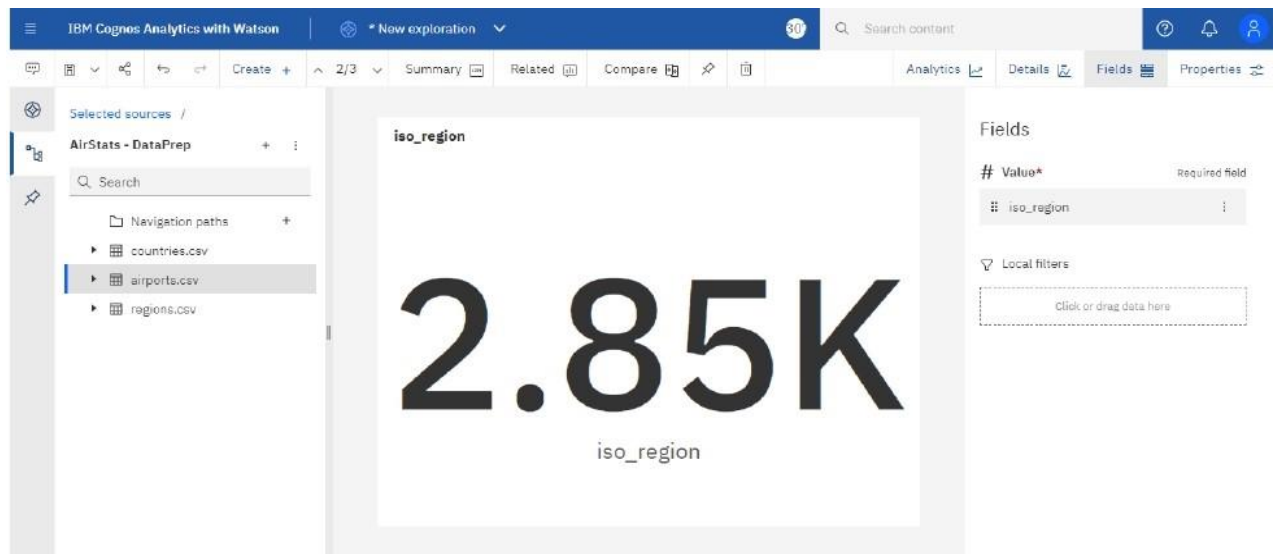 IBM Cognos Analytics with Watson
* New exploration
30
Search content
Create +
2/3
Summary
Related
Compare
Analytics
Details
Fields
Properties
Selected sources /
AirStats - DataPrep
Search
Navigation paths
countries.csv
airports.csv
regions.csv
iso_region
2.85K
iso_region
Fields
# Value*
Required field
iso_region
Local filters
Click or drag data here